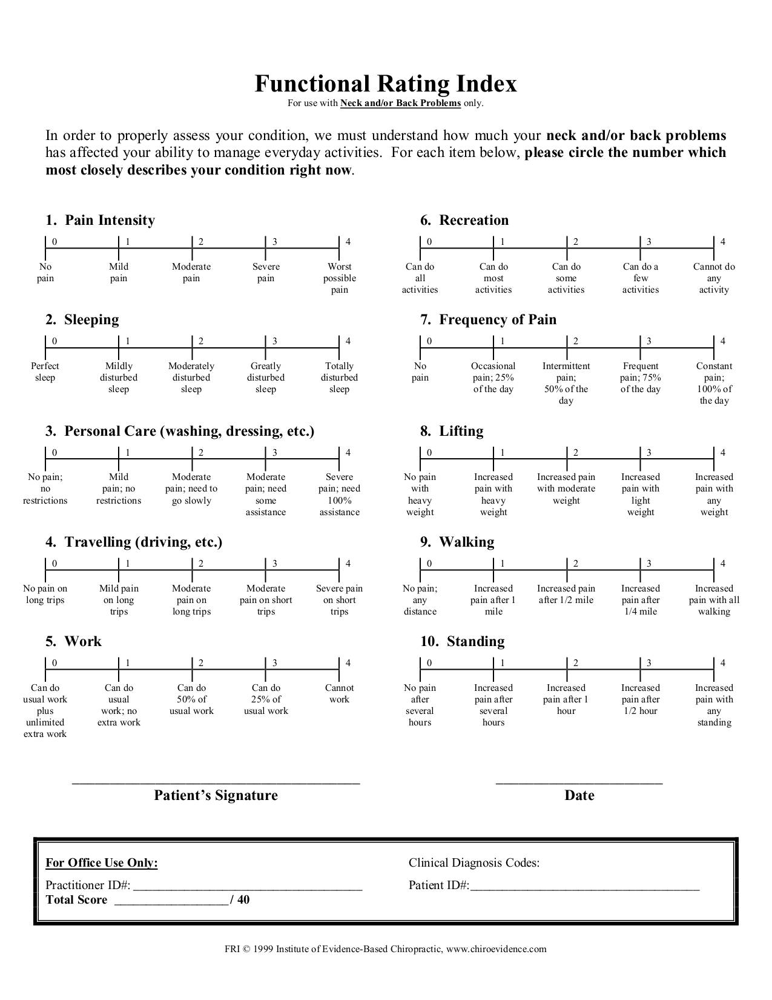 Functional Rating Index
For use with Neck and/or Back Problems only.
In order to properly assess your condition, we must understand how much your neck and/or back problems
has affected your ability to manage everyday activities. For each item below, please circle the number which
most closely describes your condition right now.
1. Pain Intensity
0 1 2 3 4
No Mild Moderate Severe Worst
pain pain pain pain possible
pain
2. Sleeping
0 1 2 3 4
Perfect Mildly Moderately Greatly Totally
sleep disturbed disturbed disturbed disturbed
sleep sleep sleep sleep
3. Personal Care (washing, dressing, etc.)
0 1 2 3 4
No pain; Mild Moderate Moderate Severe
no pain; no pain; need to pain; need pain; need
restrictions restrictions go slowly some 100%
assistance assistance
4. Travelling (driving, etc.)
0 1 2 3 4
No pain on Mild pain Moderate Moderate Severe pain
long trips on long pain on pain on short on short
trips long trips trips trips
5. Work
0 1 2 3 4
Can do Can do Can do Can do Cannot
usual work usual 50% of 25% of work
plus work; no usual work usual work
unlimited extra work
extra work
6. Recreation
0 1 2 3 4
Can do Can do Can do Can do a Cannot do
all most some few any
activities activities activities activities activity
7. Frequency of Pain
0 1 2 3 4
No Occasional Intermittent Frequent Constant
pain pain; 25% pain; pain; 75% pain;
of the day 50% of the of the day 100% of
day the day
8. Lifting
0 1 2 3 4
No pain Increased Increased pain Increased Increased
with pain with with moderate pain with pain with
heavy heavy weight light any
weight weight weight weight
9. Walking
0 1 2 3 4
No pain; Increased Increased pain Increased Increased
any pain after 1 after 1/2 mile pain after pain with all
distance mile 1/4 mile walking
10. Standing
0 1 2 3 4
No pain Increased Increased Increased Increased
after pain after pain after 1 pain after pain with
several several hour 1/2 hour any
hours hours standing
Patient’s Signature Date
For Office Use Only: Clinical Diagnosis Codes:
Practitioner ID#: ____________________________________ Patient ID#:____________________________________
Total Score __________________/ 40
FRI © 1999 Institute of Evidence-Based Chiropractic, www.chiroevidence.com